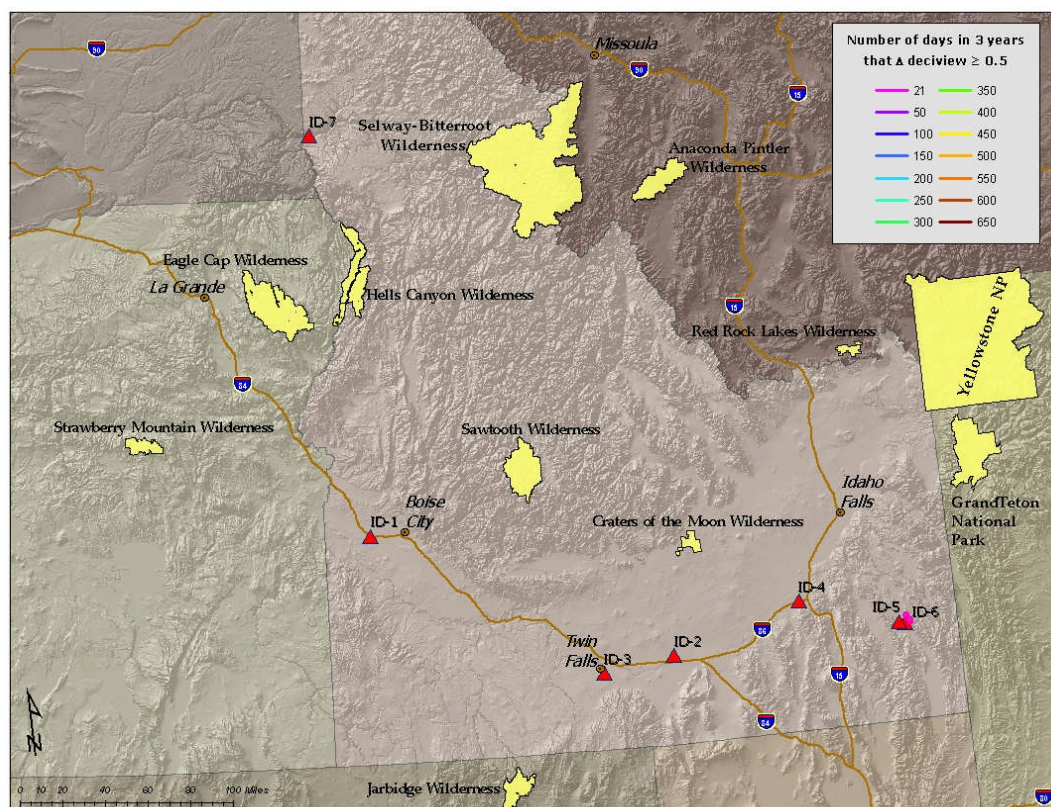 Number of days in 3 years
that ▲ deciview ≥ 0.5
21 350
50 400
100 450
150 500
200 550
250 600
300 650
90
Missoula
90
15
ID-7
Selway-Bitterroot
Wilderness
Anaconda Pintler
Wilderness
Eagle Cap Wilderness
La Grande
Hells Canyon Wilderness
15
Red Rock Lakes Wilderness
Yellowstone NP
84
Strawberry Mountain Wilderness
Sawtooth Wilderness
Idaho
Falls
GrandTeton
National
Park
Boise
City
ID-1
Craters of the Moon Wilderness
ID-4
ID-5
ID-6
86
Twin
Falls
ID-2
ID-3
15
84
N
0 20 40 60 80 100 Miles
Jarbidge Wilderness
80